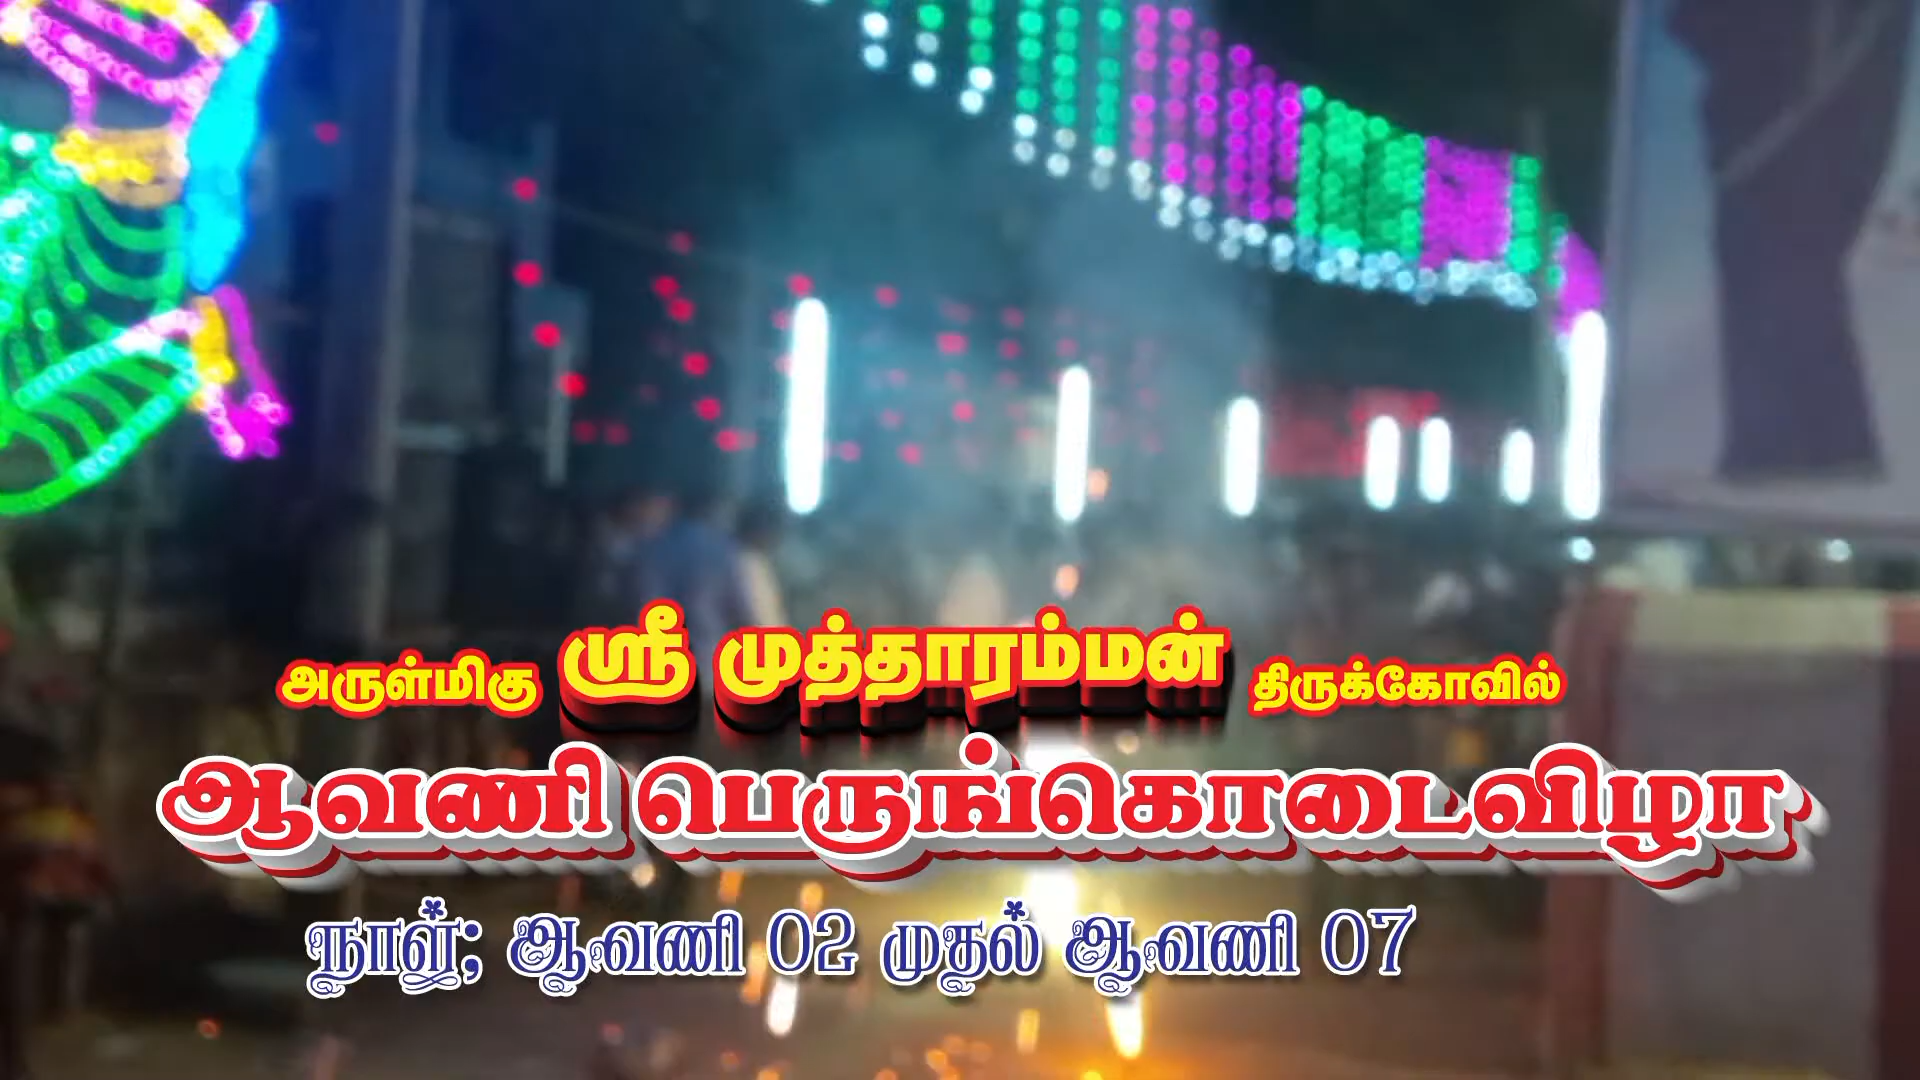 அருள்மிகு ஸ்ரீ முத்தாரம்மன் திருக்கோவில்
ஆவணி பெருங்கொடைவிழா
நாள்; ஆவணி 02 முதல் ஆவணி 07